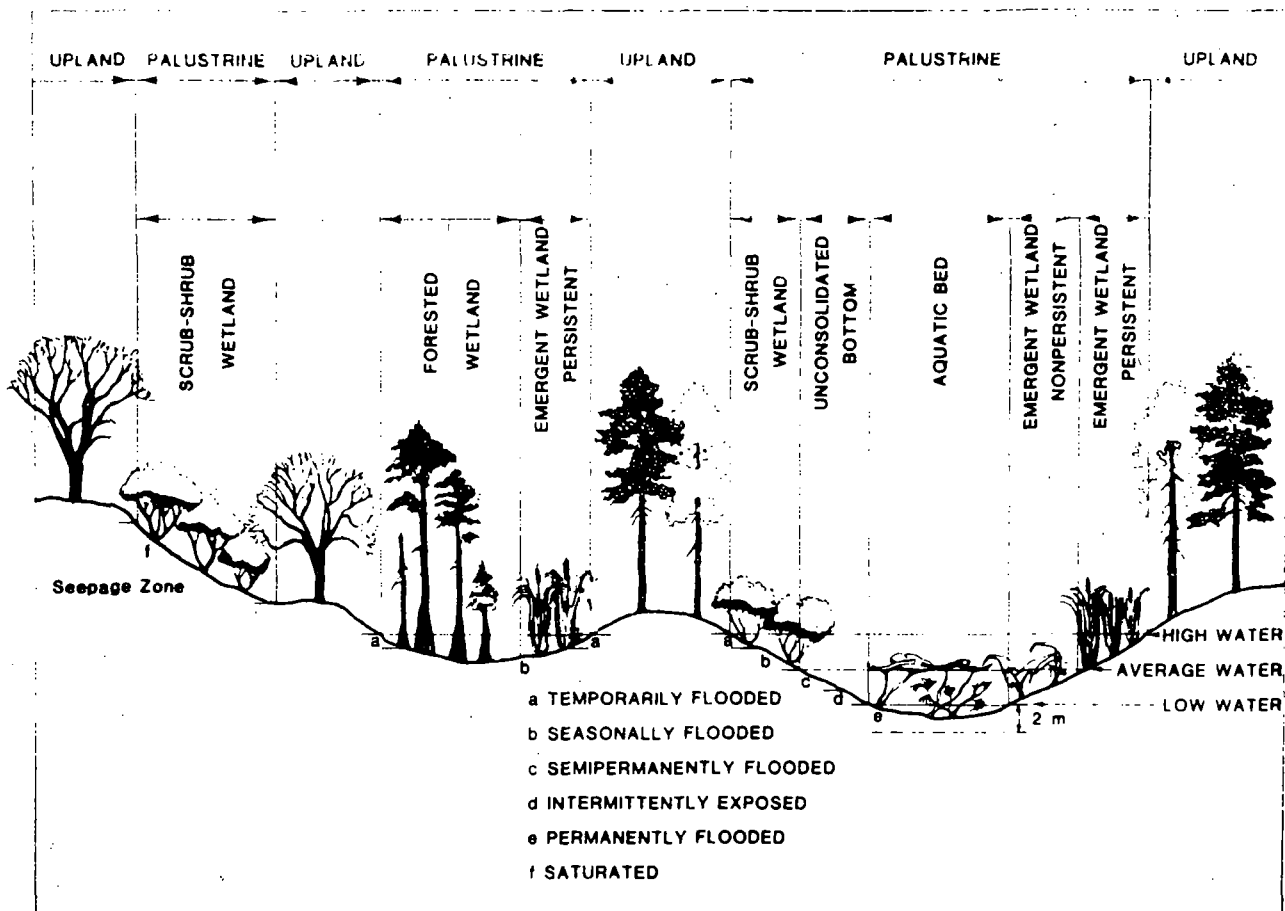 UPLAND PALUSTRINE UPLAND PALUSTRINE UPLAND PALUSTRINE UPLAND
SCRUB-SHRUB
WETLAND
FORESTED
WETLAND
EMERGENT WETLAND
PERSISTENT
SCRUB-SHRUB
WETLAND
UNCONSOLIDATED
BOTTOM
AQUATIC BED
EMERGENT WETLAND
NONPERSISTENT
EMERGENT WETLAND
PERSISTENT
f
Seepage Zone
a b a
a b c d e
HIGH WATER
AVERAGE WATER
LOW WATER
2 m
a TEMPORARILY FLOODED
b SEASONALLY FLOODED
c SEMIPERMANENTLY FLOODED
d INTERMITTENTLY EXPOSED
e PERMANENTLY FLOODED
f SATURATED